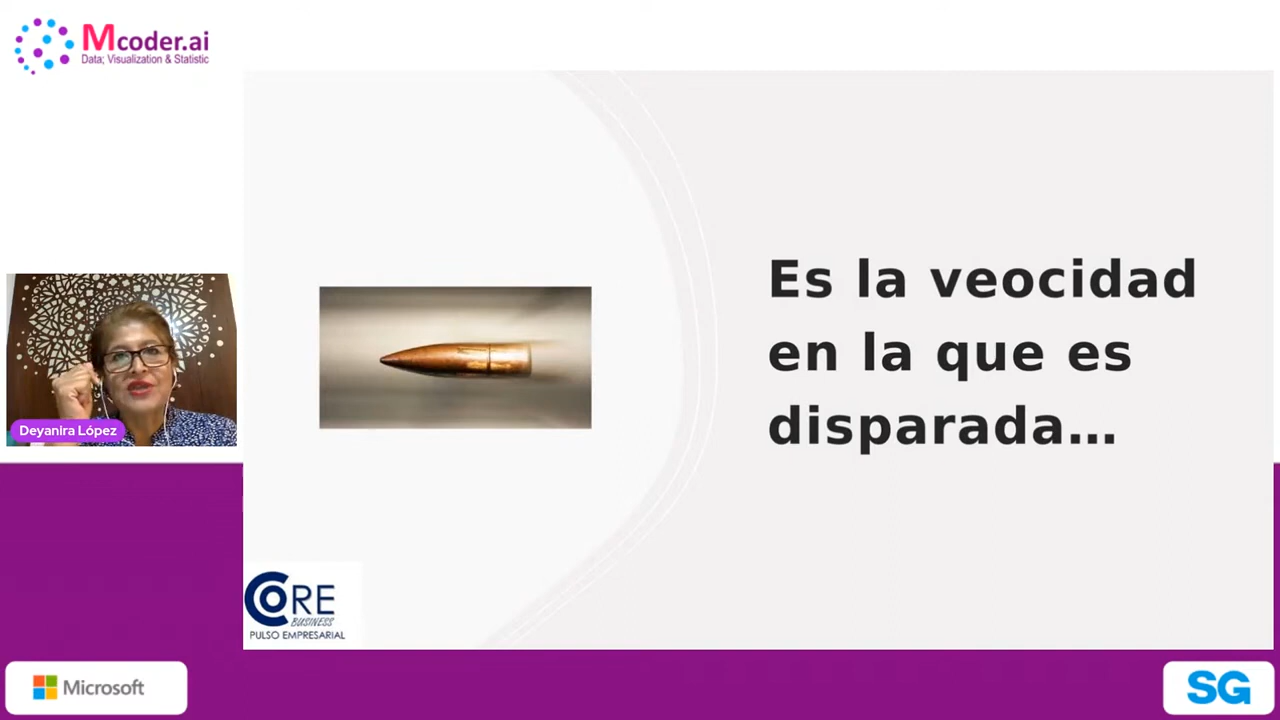 Mcoder.ai
Data; Visualization & Statistic
Es la veocidad
en la que es
disparada...
Deyanira López
CORE
BUSINESS
PULSO EMPRESARIAL
Microsoft
SG